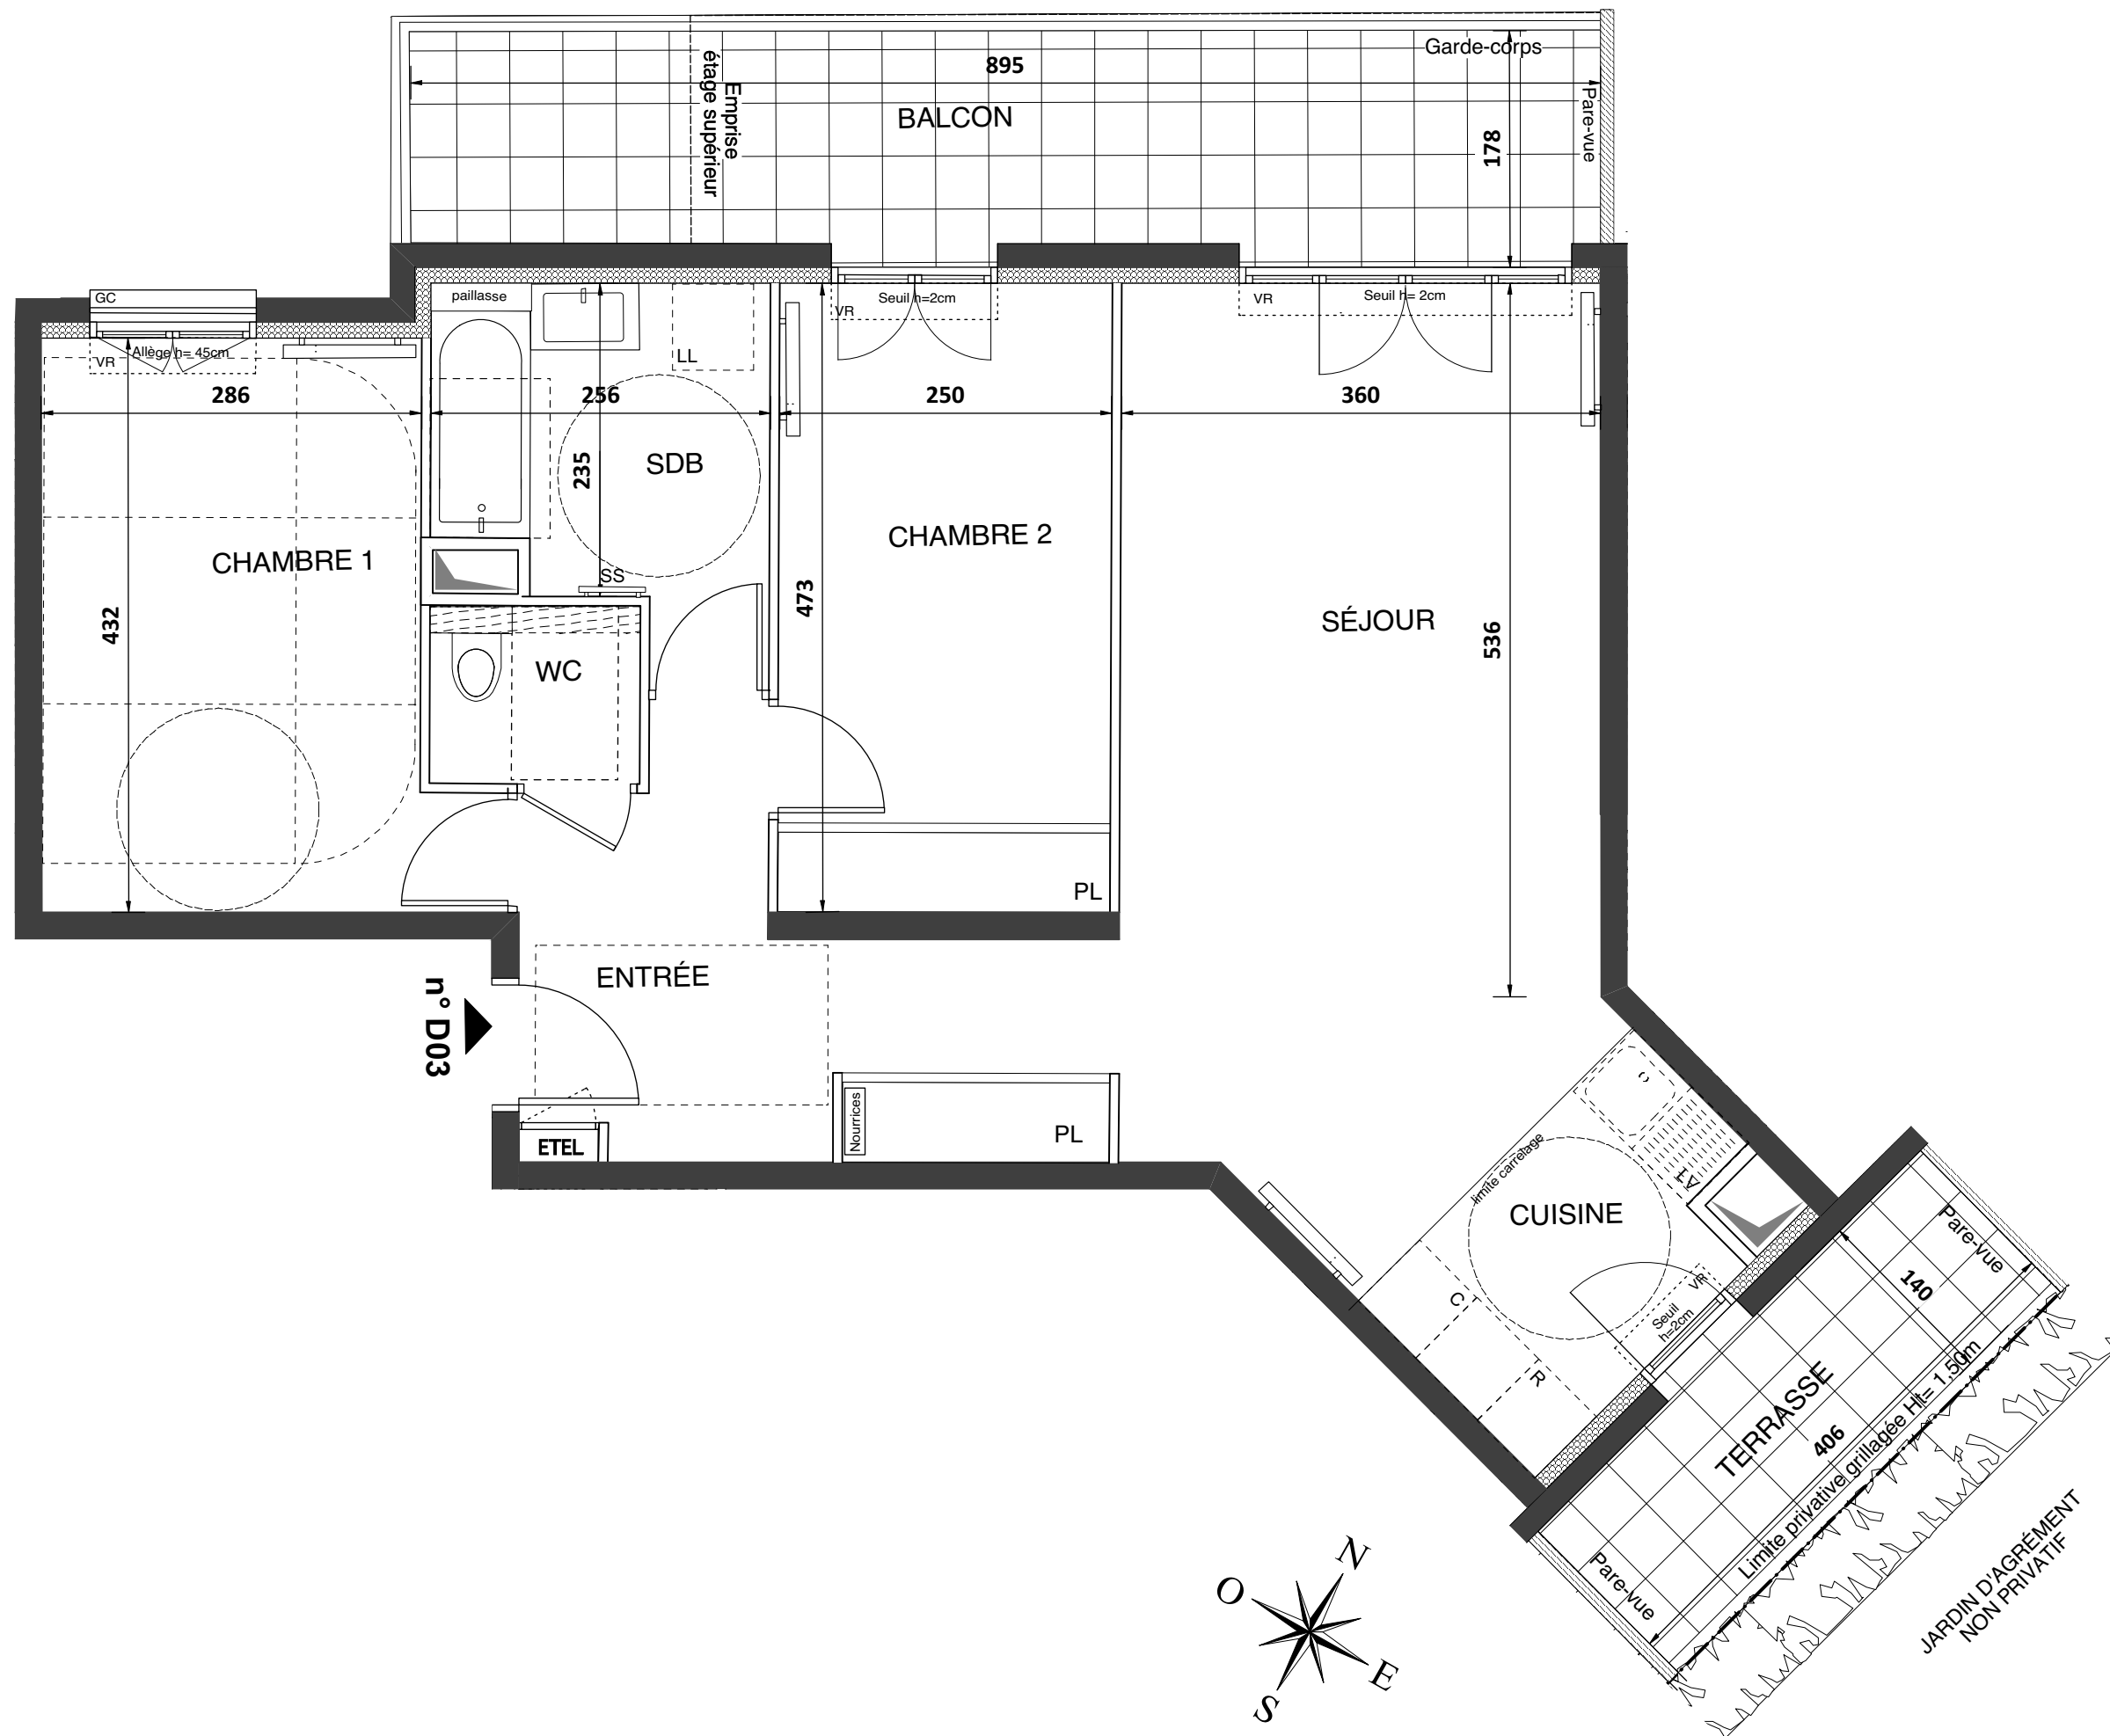 Garde-corps
895
Emprise
étage supérieur
BALCON
178
Pare-vue
GC
VR
Allège h= 45cm
paillasse
LL
VR
Seuil h=2cm
VR
Seuil h= 2cm
286
256
250
360
235
SDB
CHAMBRE 1
432
SS
WC
CHAMBRE 2
473
SÉJOUR
536
PL
ENTRÉE
n° D03
ETEL
Nourrices
PL
limite carrelage
LV
CUISINE
C
R
VR
Seuil
h=2cm
Pare-vue
140
TERRASSE
406
Limite privative grillagée Ht= 1,50m
Pare-vue
JARDIN D'AGRÉMENT
NON PRIVATIF
N
O
E
S